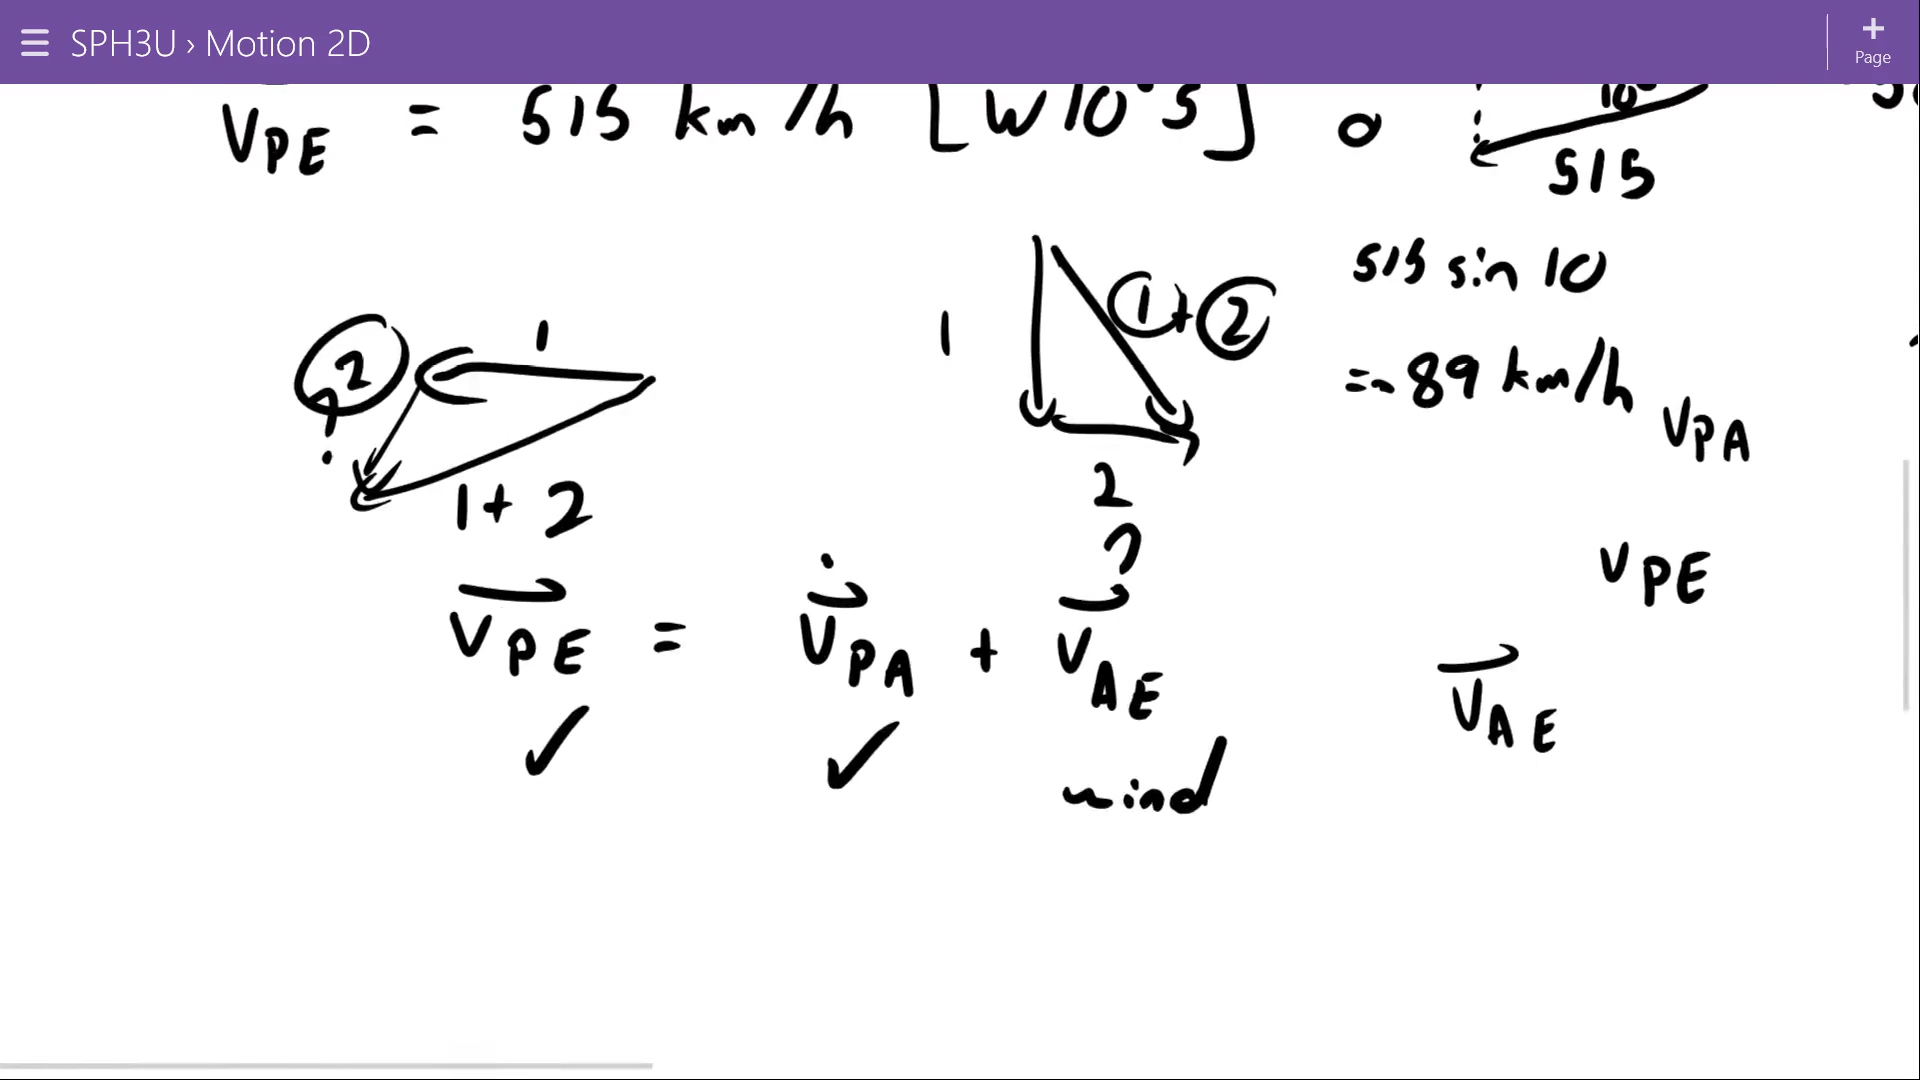 SPH3U › Motion 2D
Page
VPE = 515 km/h [W10°S]
10°
515
515 sin 10
= -89 km/h
1
2
?
1 + 2
1
1 + 2
2
?
VPA
VPE
VPE = VPA + VAE
VAE
✓ ✓ wind